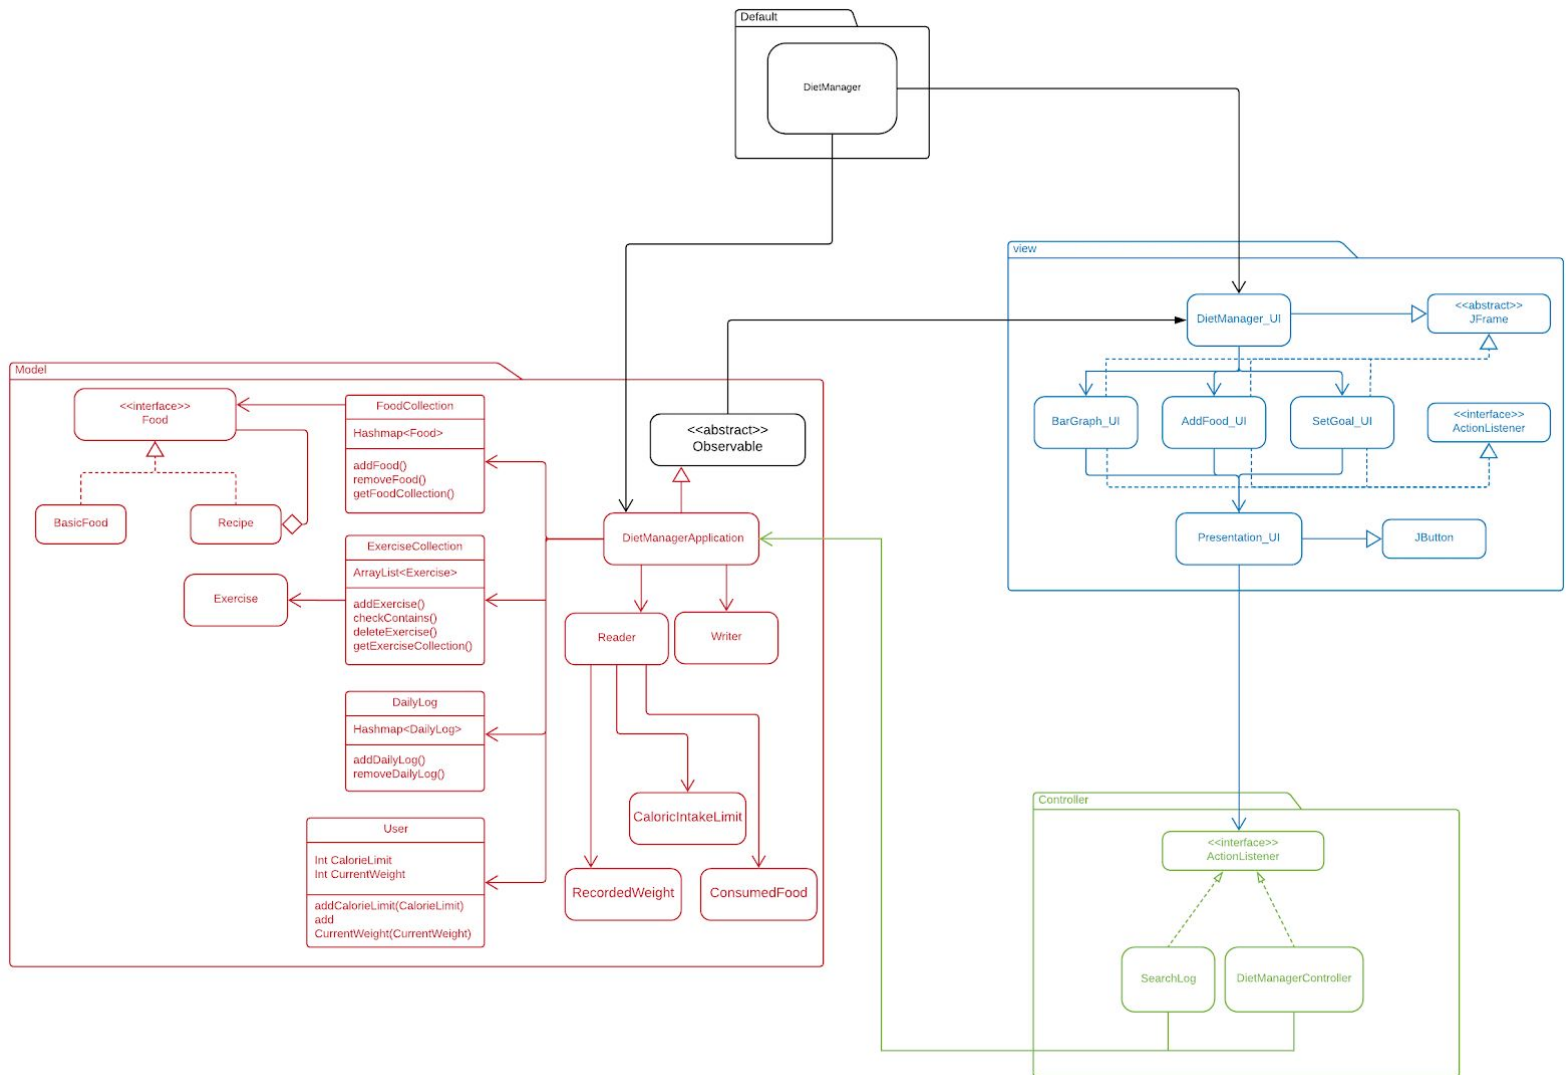 Default
DietManager
view
DietManager_UI
<<abstract>>
JFrame
BarGraph_UI
AddFood_UI
SetGoal_UI
<<interface>>
ActionListener
Presentation_UI
JButton
Model
<<interface>>
Food
BasicFood
Recipe
FoodCollection
Hashmap<Food>
addFood()
removeFood()
getFoodCollection()
<<abstract>>
Observable
DietManagerApplication
ExerciseCollection
ArrayList<Exercise>
addExercise()
checkContains()
deleteExercise()
getExerciseCollection()
Exercise
Reader
Writer
DailyLog
Hashmap<DailyLog>
addDailyLog()
removeDailyLog()
CaloricIntakeLimit
RecordedWeight
ConsumedFood
User
Int CalorieLimit
Int CurrentWeight
addCalorieLimit(CalorieLimit)
add
CurrentWeight(CurrentWeight)
Controller
<<interface>>
ActionListener
SearchLog
DietManagerController